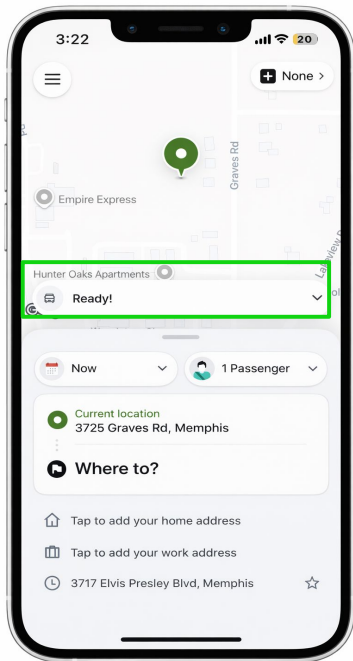 3:22
20
None >
Graves Rd
Empire Express
Hunter Oaks Apartments
Ready!
Now
1 Passenger
Current location
3725 Graves Rd, Memphis
Where to?
Tap to add your home address
Tap to add your work address
3717 Elvis Presley Blvd, Memphis